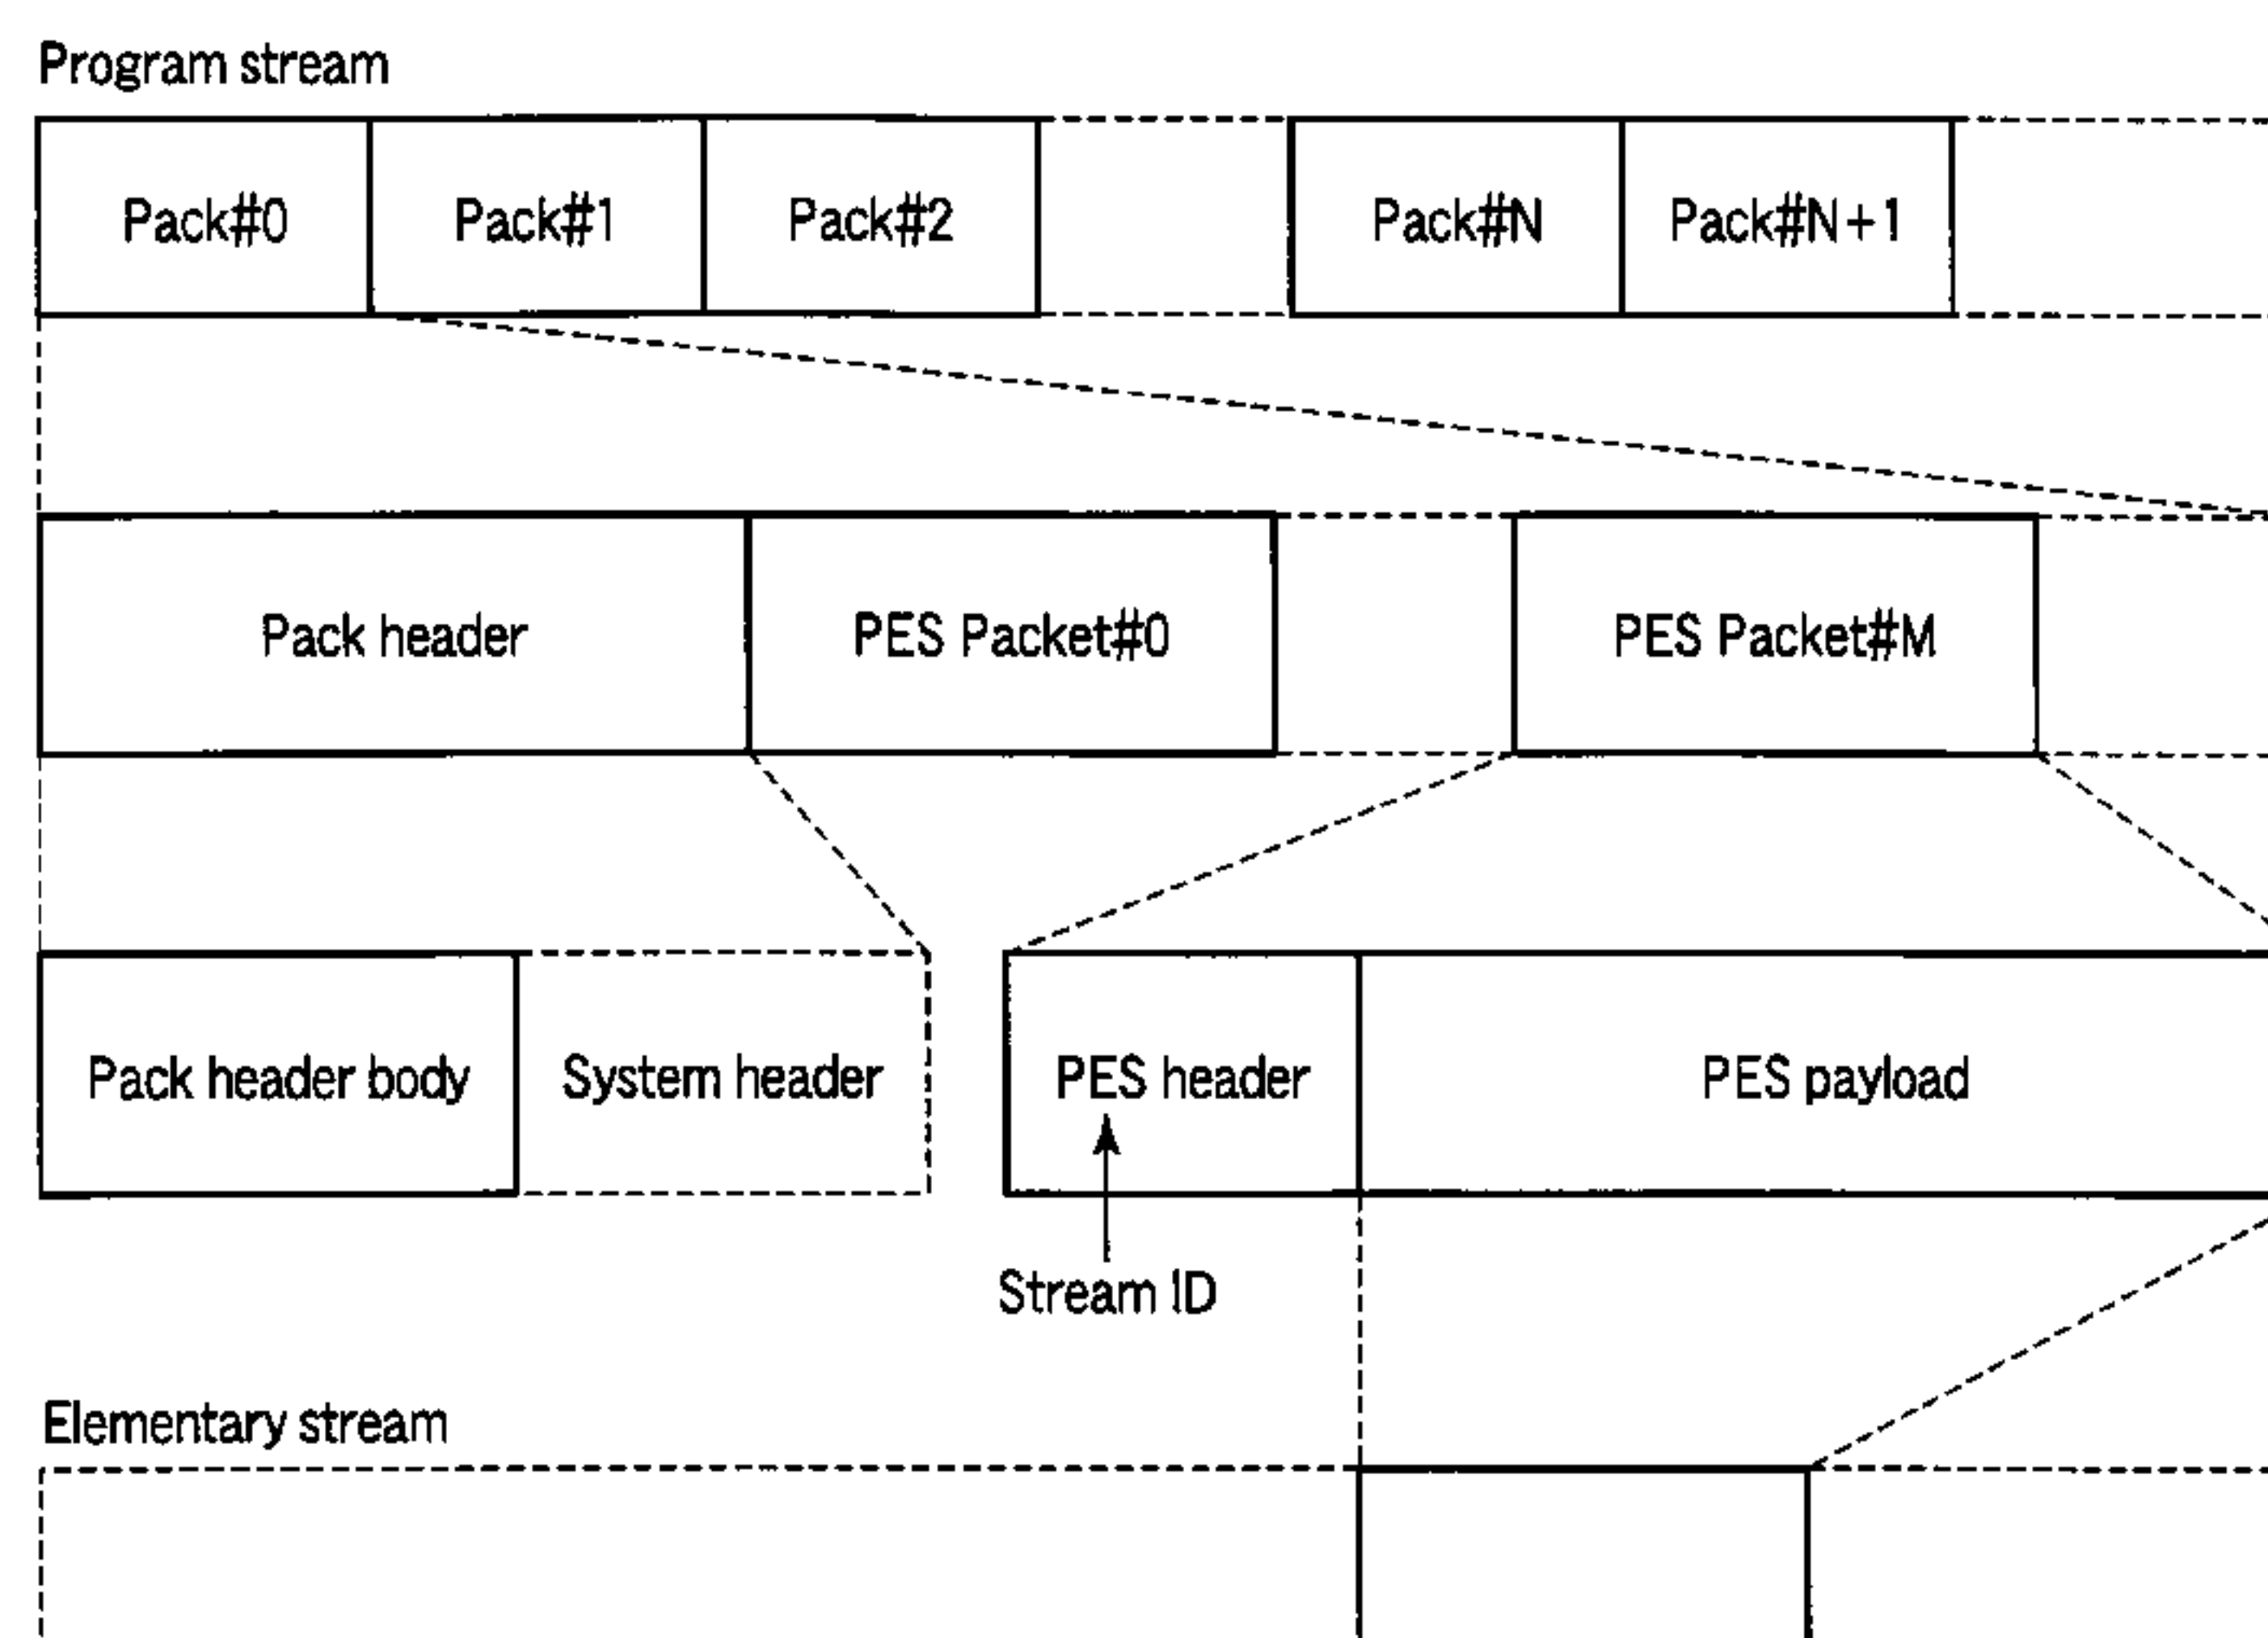 Program stream
Pack#0 Pack#1 Pack#2 Pack#N Pack#N+1
Pack header PES Packet#0 PES Packet#M
Pack header body System header PES header PES payload
Stream ID
Elementary stream